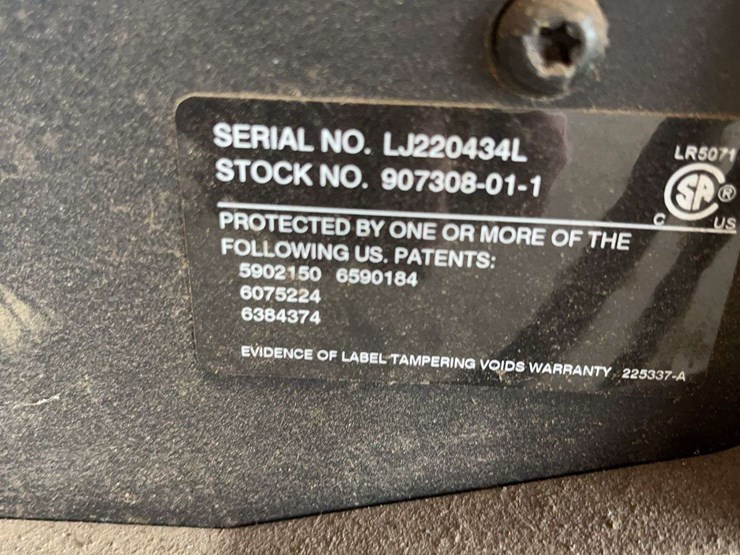 SERIAL NO. LJ220434L
STOCK NO. 907308-01-1
LR5071
SA ®
C US
PROTECTED BY ONE OR MORE OF THE
FOLLOWING US. PATENTS:
5902150 6590184
6075224
6384374
EVIDENCE OF LABEL TAMPERING VOIDS WARRANTY 225337-A